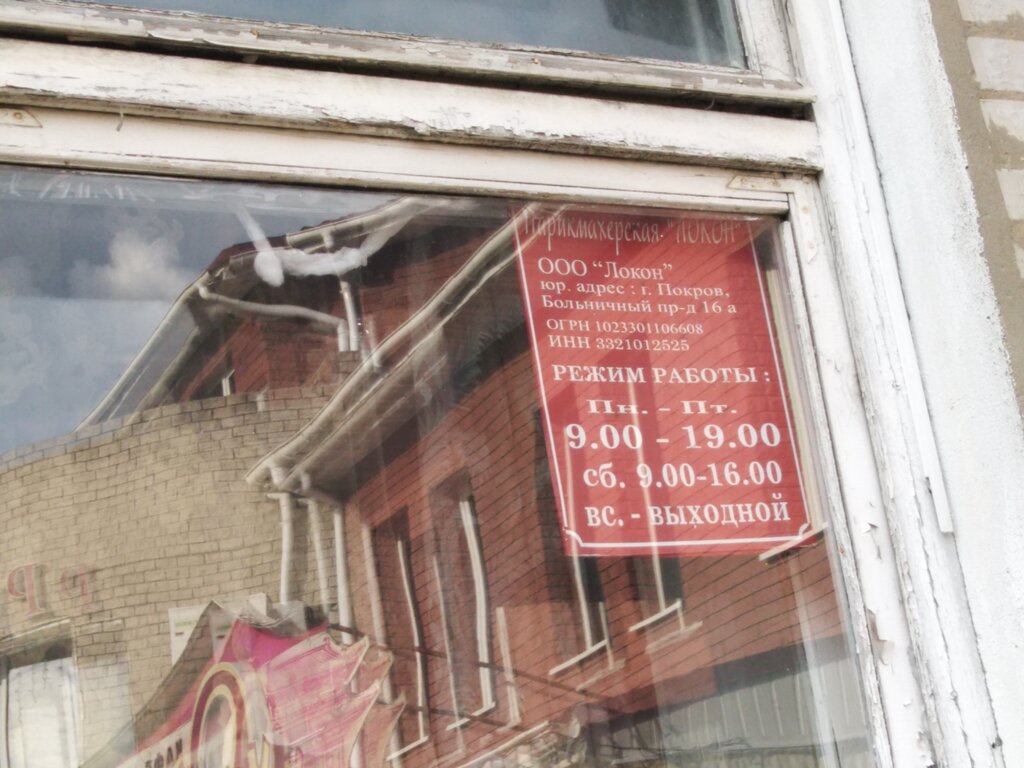 Парикмахерская "ЛОКОН"
ООО "Локон"
юр. адрес : г. Покров,
Больничный пр-д 16 а
ОГРН 1023301106608
ИНН 3321012525
РЕЖИМ РАБОТЫ :
Пн. - Пт.
9.00 - 19.00
сб. 9.00-16.00
вс. - выходной